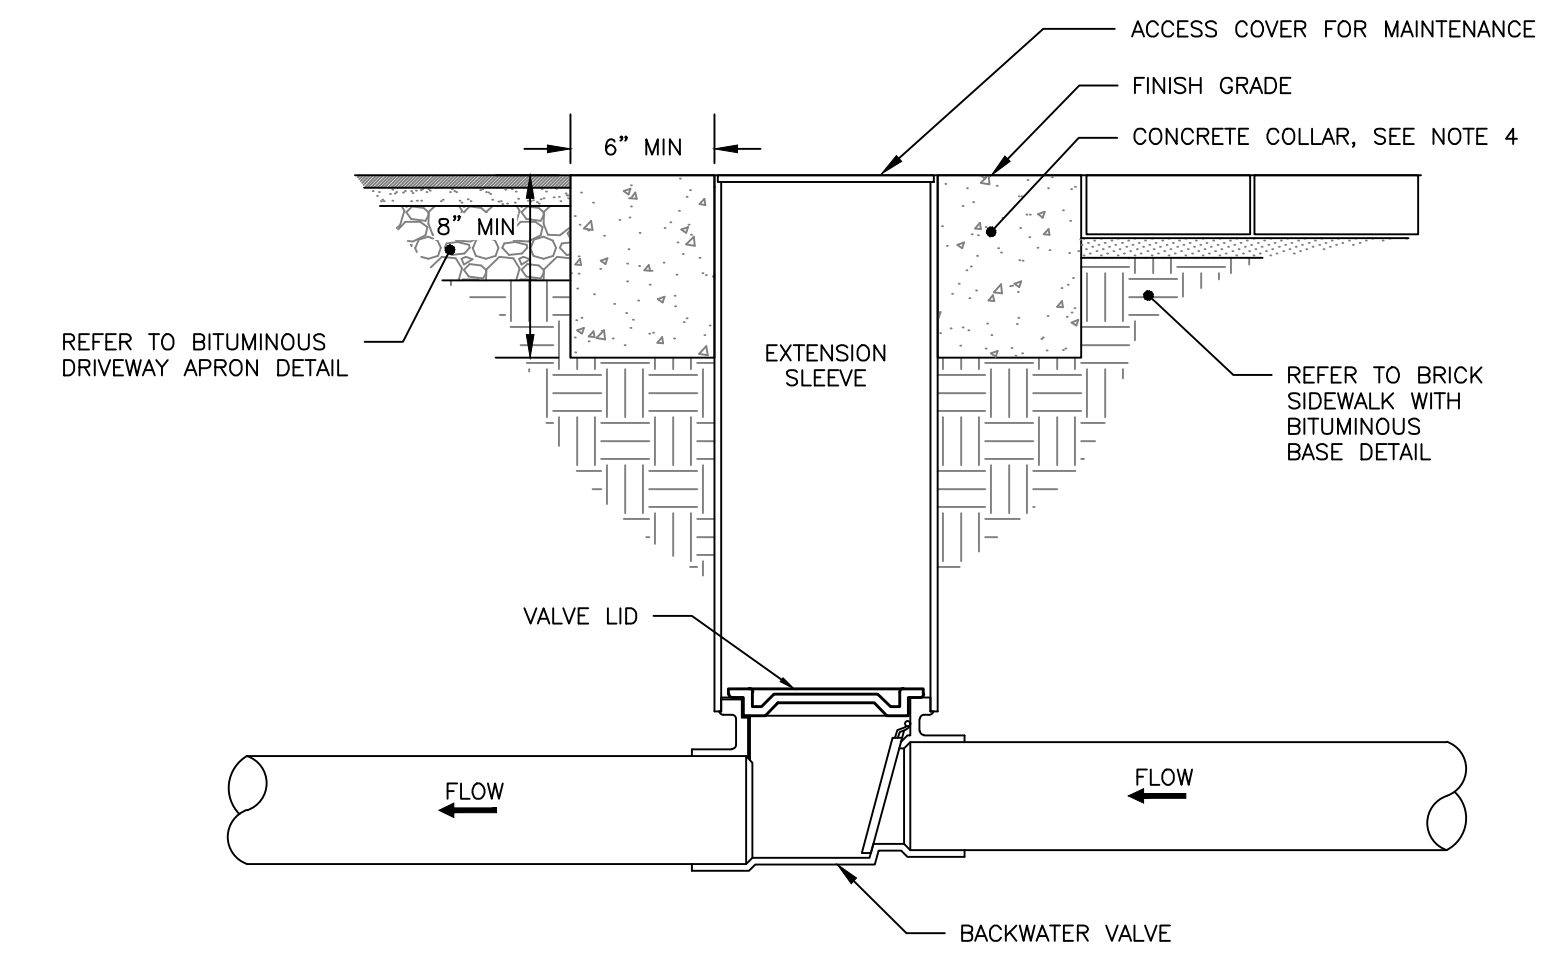 ACCESS COVER FOR MAINTENANCE
FINISH GRADE
CONCRETE COLLAR, SEE NOTE 4
6" MIN
8" MIN
REFER TO BITUMINOUS
DRIVEWAY APRON DETAIL
EXTENSION
SLEEVE
REFER TO BRICK
SIDEWALK WITH
BITUMINOUS
BASE DETAIL
VALVE LID
FLOW
FLOW
BACKWATER VALVE